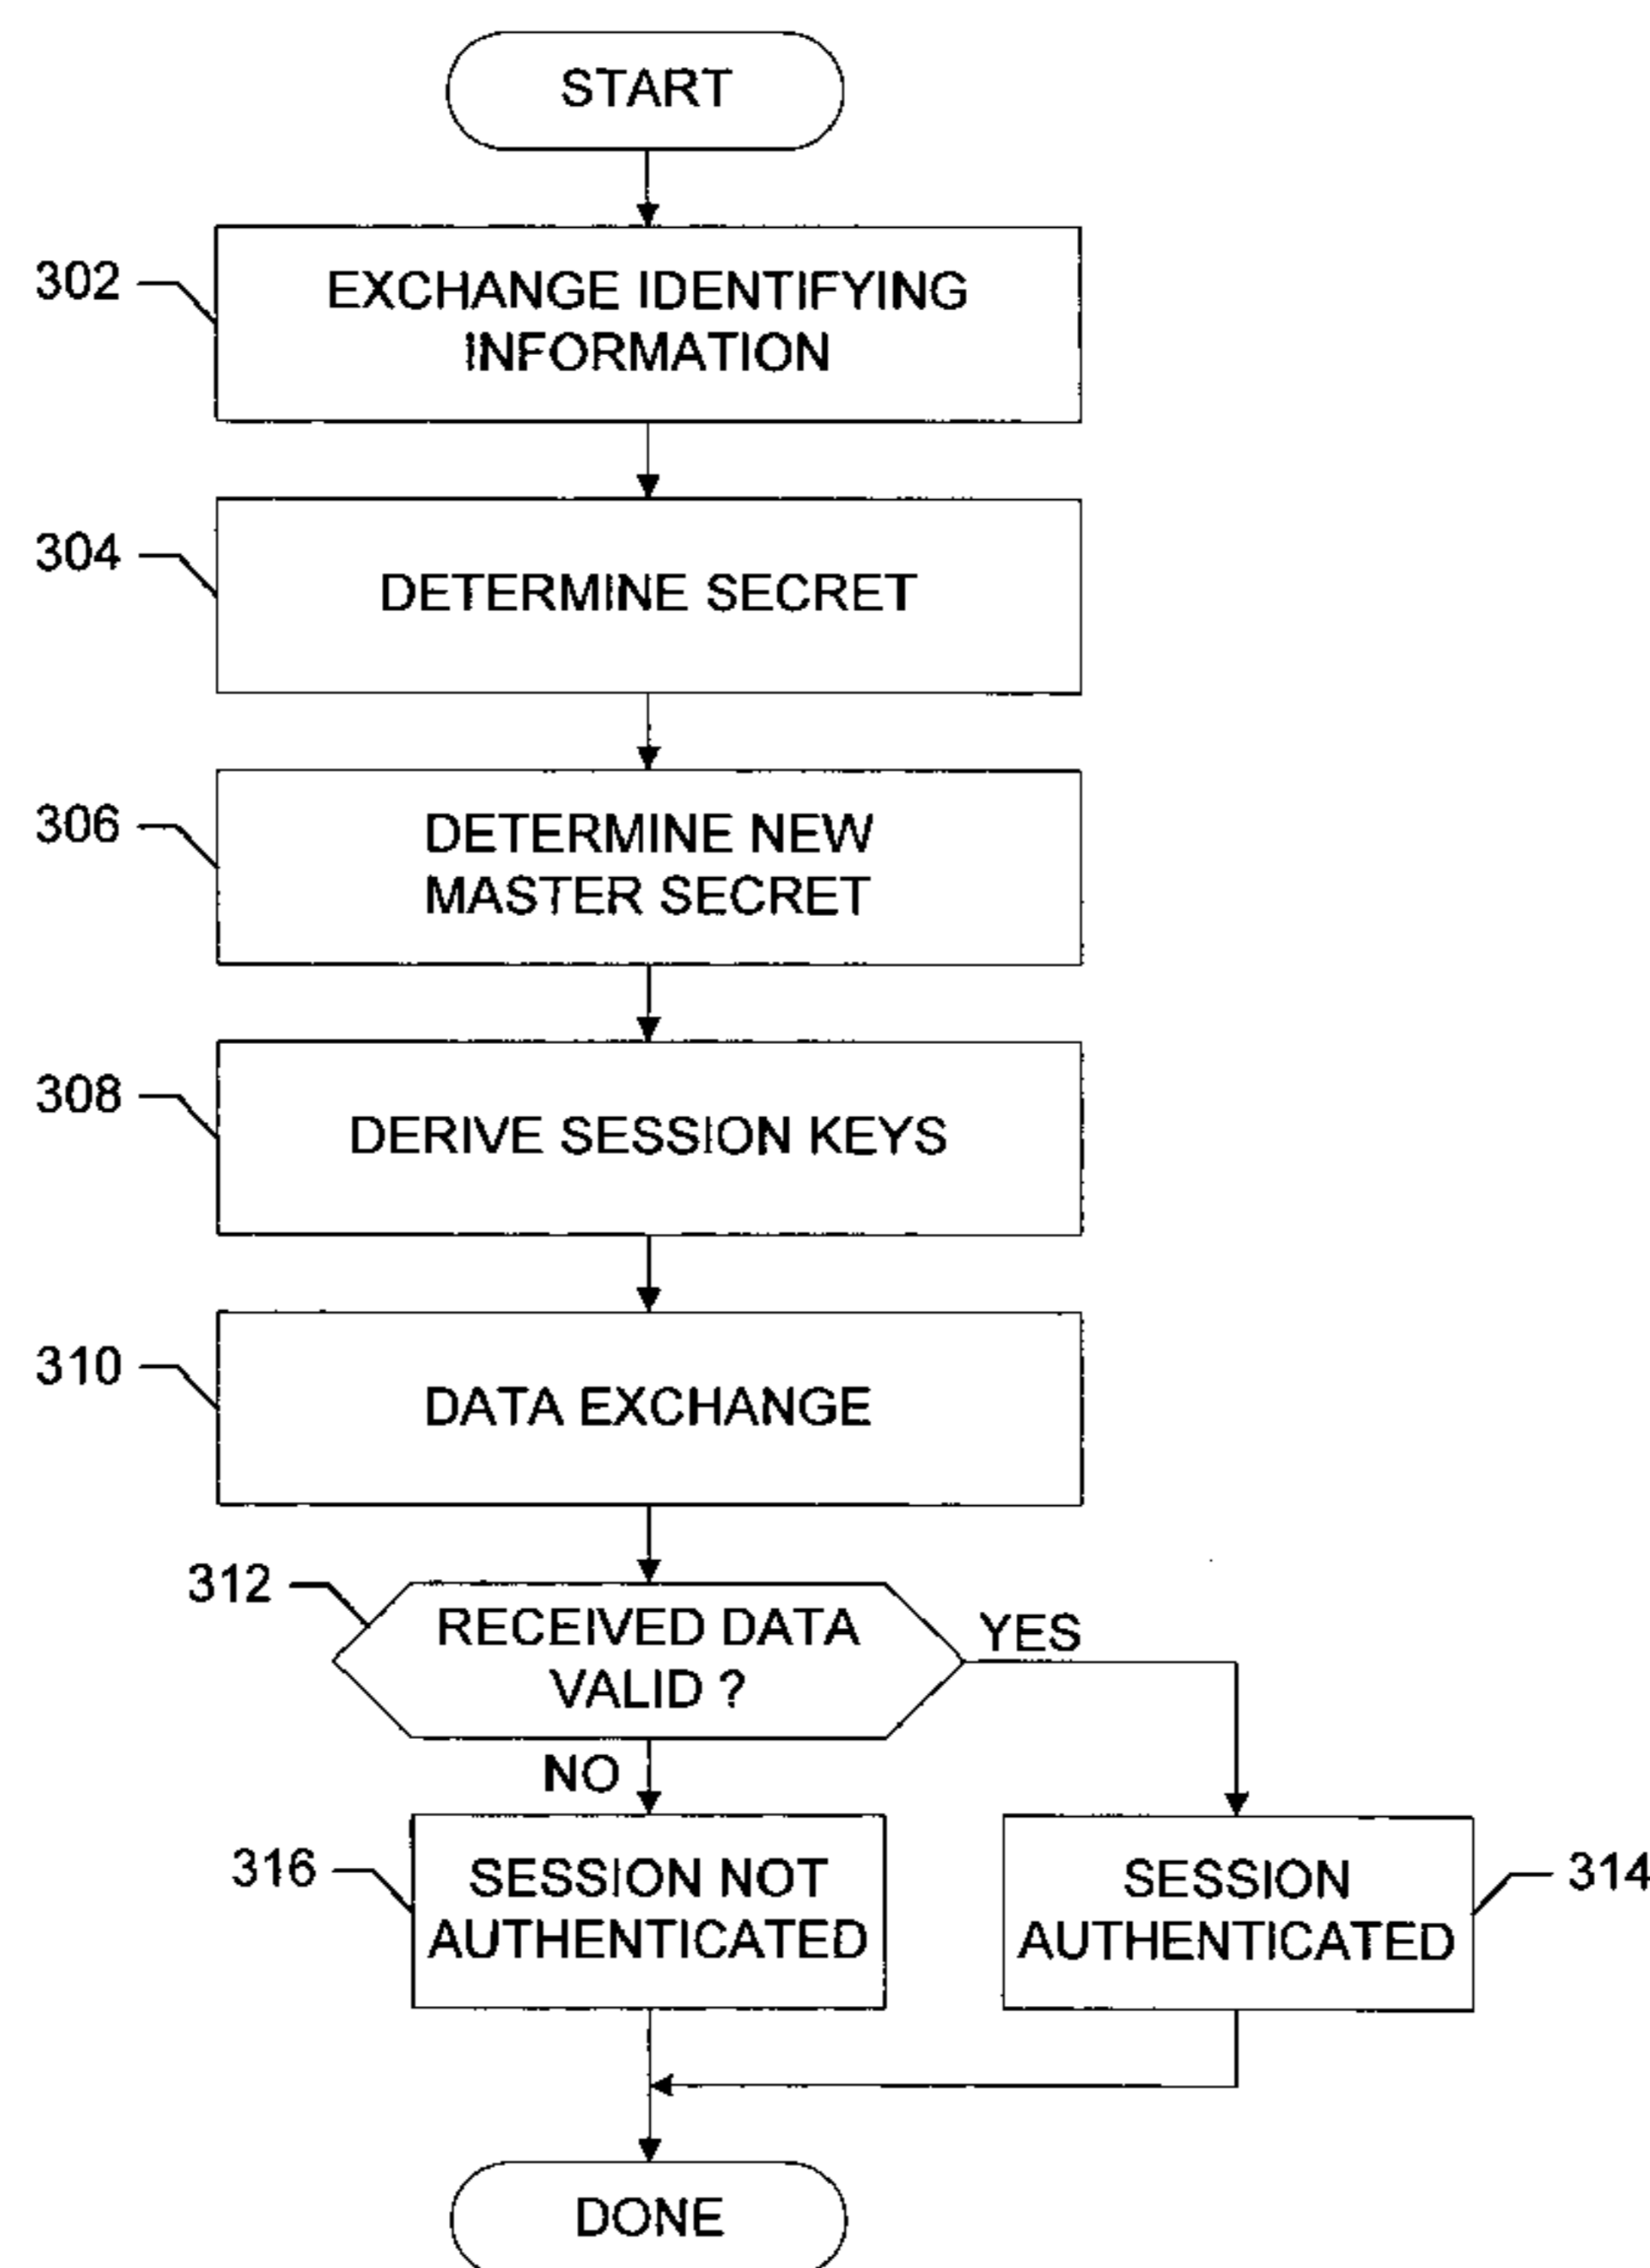 START
302
EXCHANGE IDENTIFYING
INFORMATION
304
DETERMINE SECRET
306
DETERMINE NEW
MASTER SECRET
308
DERIVE SESSION KEYS
310
DATA EXCHANGE
312
RECEIVED DATA
VALID ?
YES
NO
316
SESSION NOT
AUTHENTICATED
SESSION
AUTHENTICATED
314
DONE